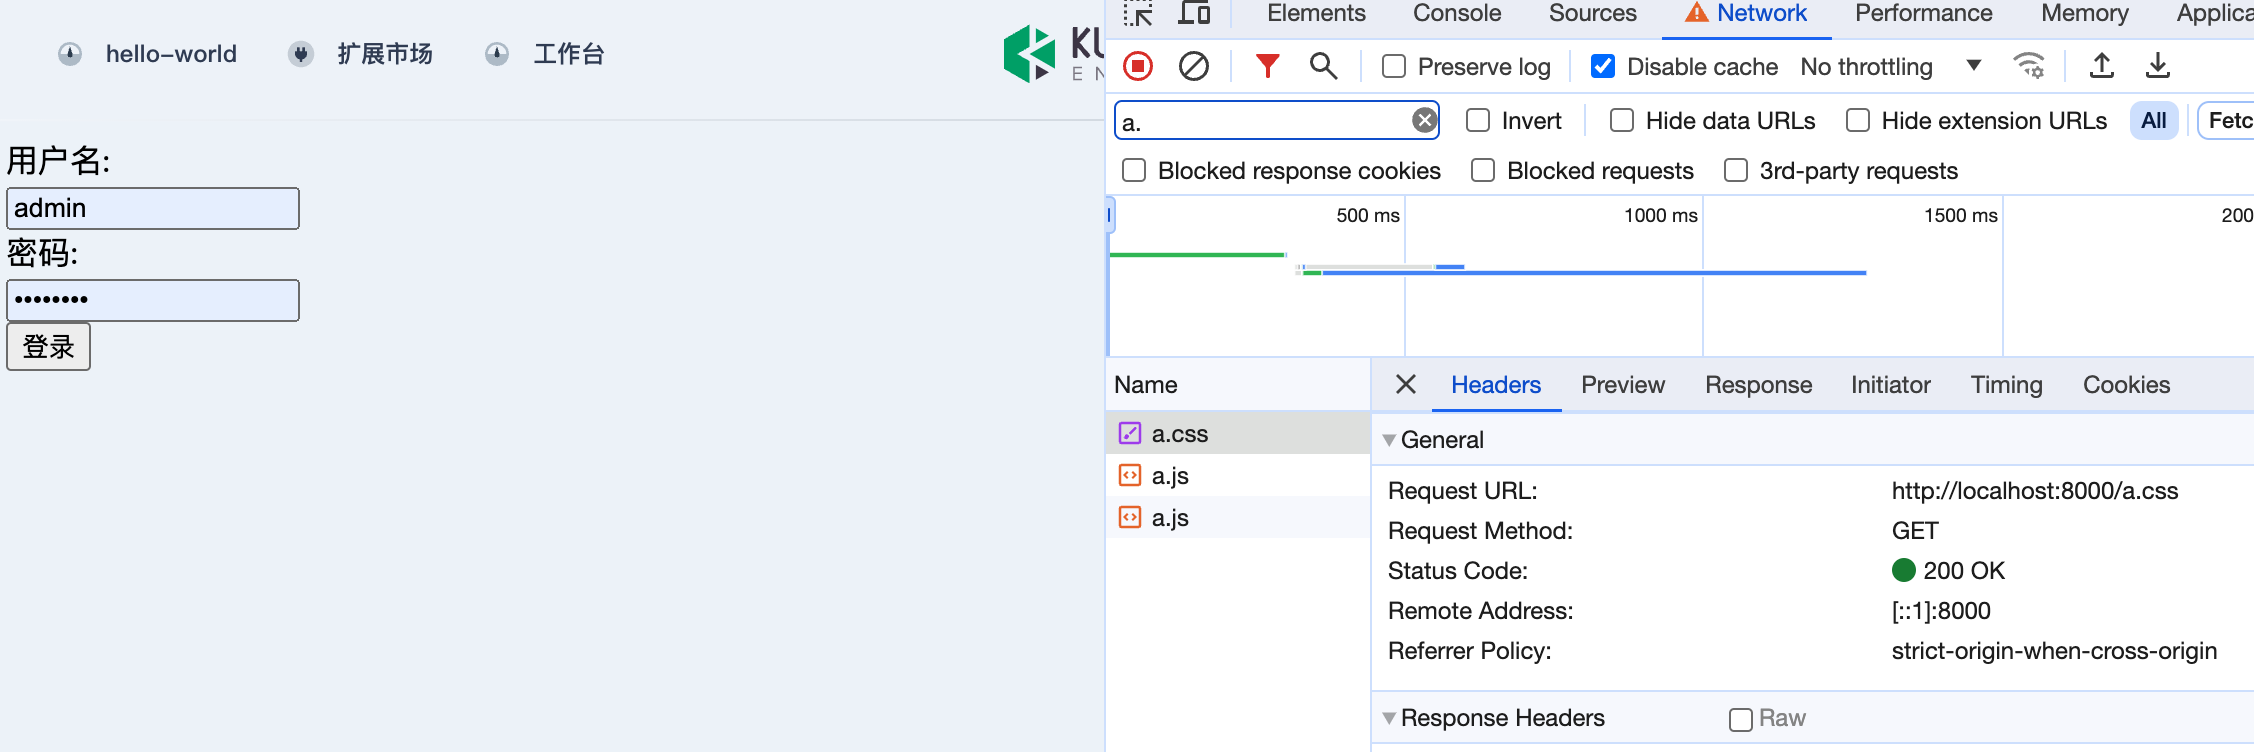 hello-world 扩展市场 工作台
用户名:
admin
密码:
••••••••
登录
Elements Console Sources Network Performance Memory
Preserve log Disable cache No throttling
a. Invert Hide data URLs Hide extension URLs All
Blocked response cookies Blocked requests 3rd-party requests
500 ms 1000 ms 1500 ms
Name
a.css
a.js
a.js
Headers Preview Response Initiator Timing Cookies
General
Request URL: http://localhost:8000/a.css
Request Method: GET
Status Code: 200 OK
Remote Address: [::1]:8000
Referrer Policy: strict-origin-when-cross-origin
Response Headers Raw